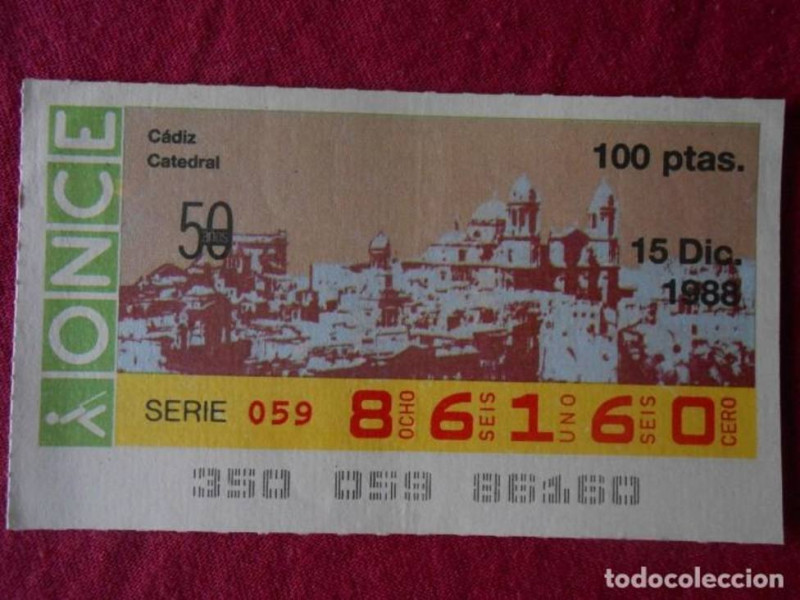 ONCE
Cádiz
Catedral
100 ptas.
50
15 Dic.
1988
SERIE 059 8 OCHO 6 SEIS 1 UNO 6 SEIS 0 CERO
350 059 86160
todocoleccion